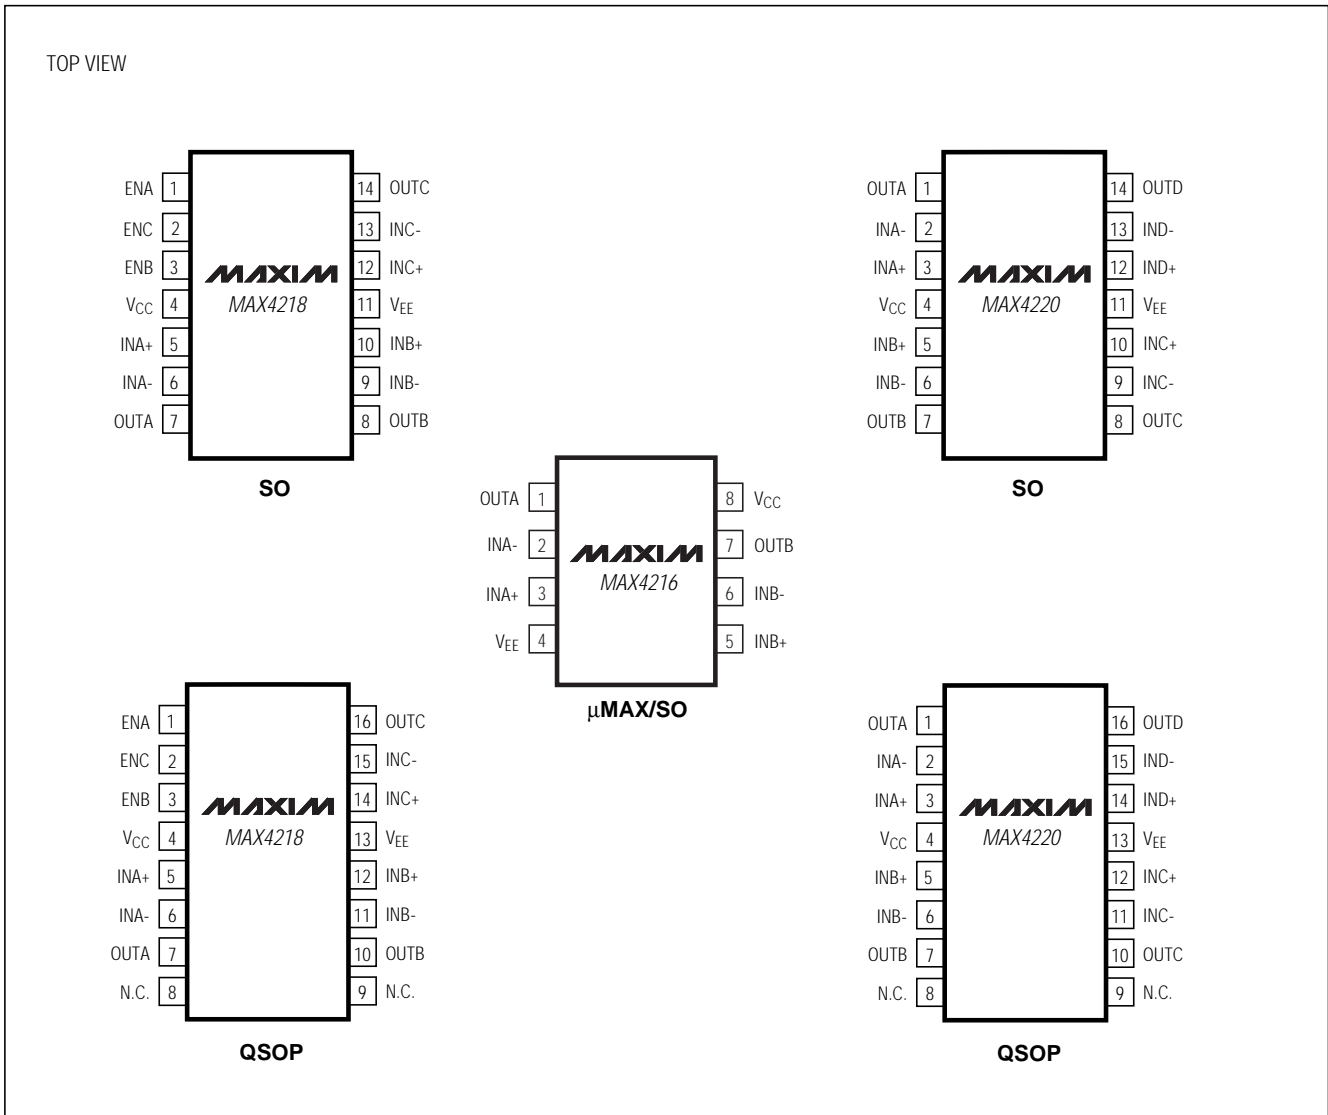 TOP VIEW
ENA 1
ENC 2
ENB 3
VCC 4
INA+ 5
INA- 6
OUTA 7
MAXIM
MAX4218
14 OUTC
13 INC-
12 INC+
11 VEE
10 INB+
9 INB-
8 OUTB
SO
OUTA 1
INA- 2
INA+ 3
VCC 4
INB+ 5
INB- 6
OUTB 7
MAXIM
MAX4220
14 OUTD
13 IND-
12 IND+
11 VEE
10 INC+
9 INC-
8 OUTC
SO
OUTA 1
INA- 2
INA+ 3
VEE 4
MAXIM
MAX4216
8 VCC
7 OUTB
6 INB-
5 INB+
μMAX/SO
ENA 1
ENC 2
ENB 3
VCC 4
INA+ 5
INA- 6
OUTA 7
N.C. 8
MAXIM
MAX4218
16 OUTC
15 INC-
14 INC+
13 VEE
12 INB+
11 INB-
10 OUTB
9 N.C.
QSOP
OUTA 1
INA- 2
INA+ 3
VCC 4
INB+ 5
INB- 6
OUTB 7
N.C. 8
MAXIM
MAX4220
16 OUTD
15 IND-
14 IND+
13 VEE
12 INC+
11 INC-
10 OUTC
9 N.C.
QSOP